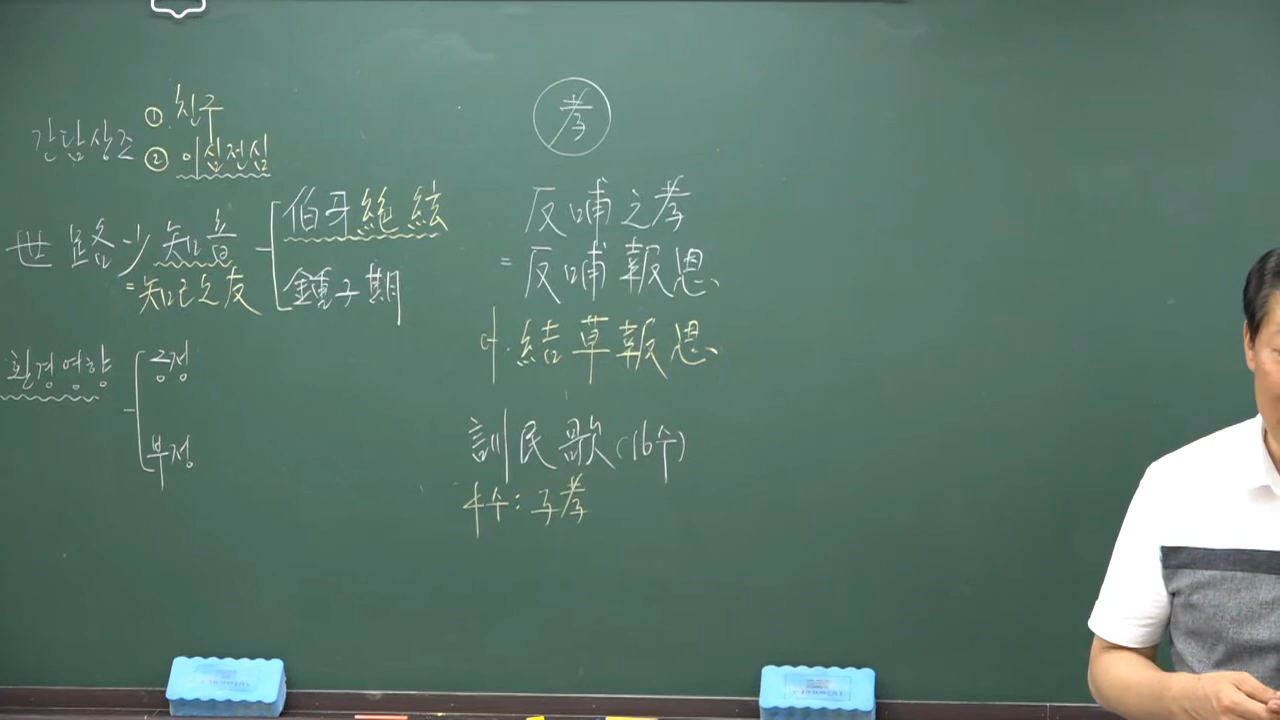 간담상조 ① 친구
② 이심전심
世路少知音 伯牙絶絃
=知己之友 鍾子期
환경영향 긍정
부정
孝
反哺之孝
=反哺報恩
cf. 結草報恩
訓民歌(16수)
4수: 子孝